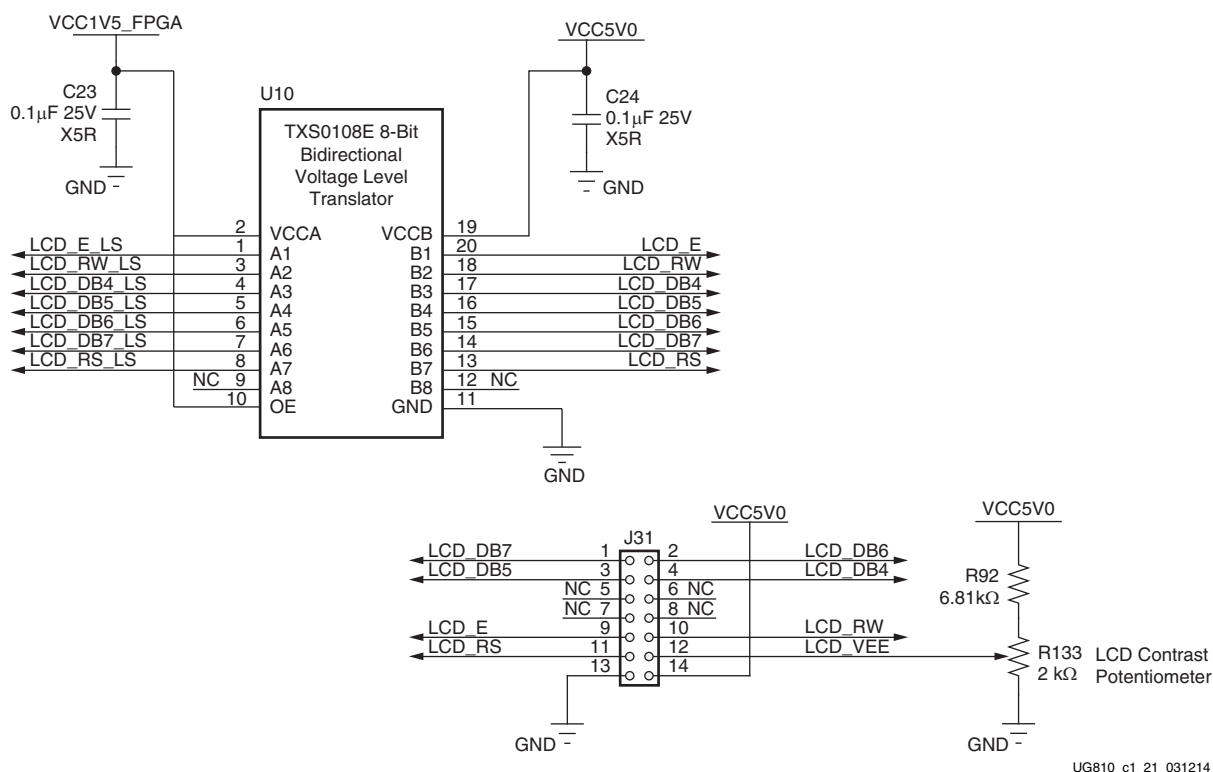 VCC1V5_FPGA
C23
0.1µF 25V
X5R
GND
U10
TXS0108E 8-Bit
Bidirectional
Voltage Level
Translator
VCC5V0
C24
0.1µF 25V
X5R
GND
2 VCCA VCCB 19
LCD_E_LS 1 A1 B1 20 LCD_E
LCD_RW_LS 3 A2 B2 18 LCD_RW
LCD_DB4_LS 4 A3 B3 17 LCD_DB4
LCD_DB5_LS 5 A4 B4 16 LCD_DB5
LCD_DB6_LS 6 A5 B5 15 LCD_DB6
LCD_DB7_LS 7 A6 B6 14 LCD_DB7
LCD_RS_LS 8 A7 B7 13 LCD_RS
NC 9 A8 B8 12 NC
10 OE GND 11
GND
VCC5V0
J31
LCD_DB7 1 2 LCD_DB6
LCD_DB5 3 4 LCD_DB4
NC 5 6 NC
NC 7 8 NC
LCD_E 9 10 LCD_RW
LCD_RS 11 12 LCD_VEE
13 14
GND
VCC5V0
R92
6.81kΩ
R133
2 kΩ
LCD Contrast
Potentiometer
GND
UG810_c1_21_031214